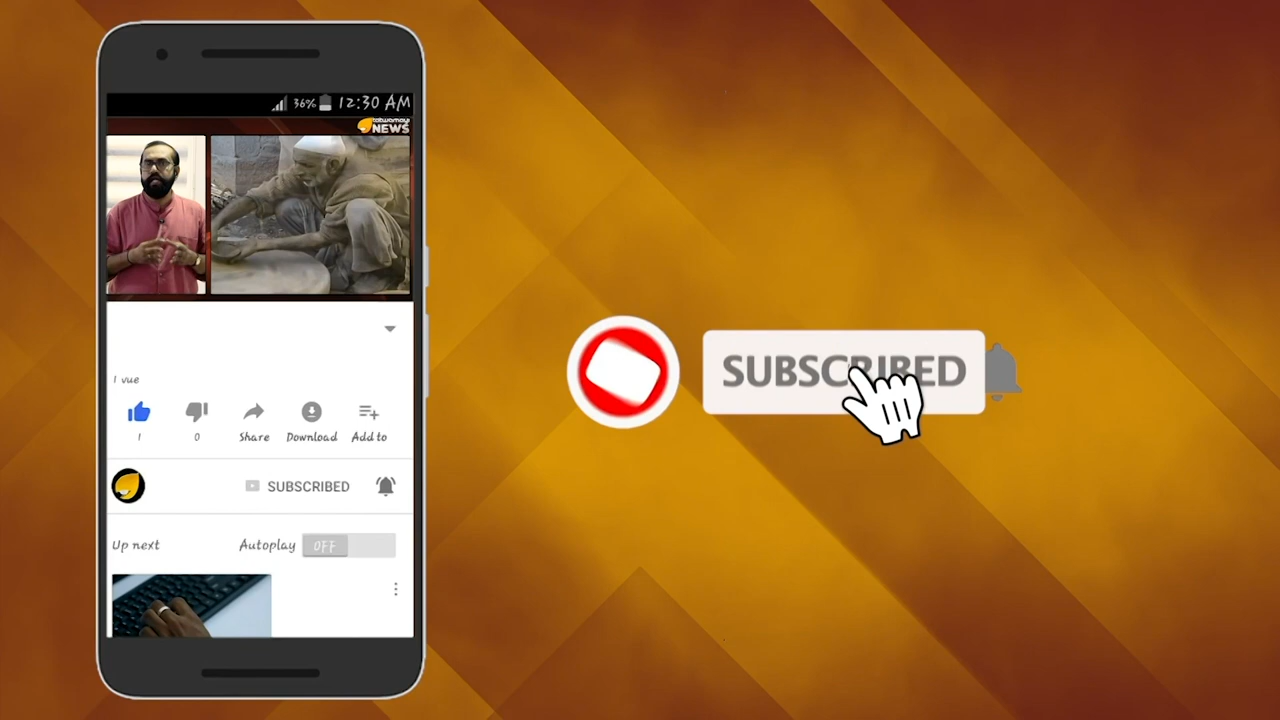 36% 12:30 AM
tatwamayi
NEWS
1 vue
1
0
Share
Download
Add to
SUBSCRIBED
Up next
Autoplay
OFF
SUBSCRIBED